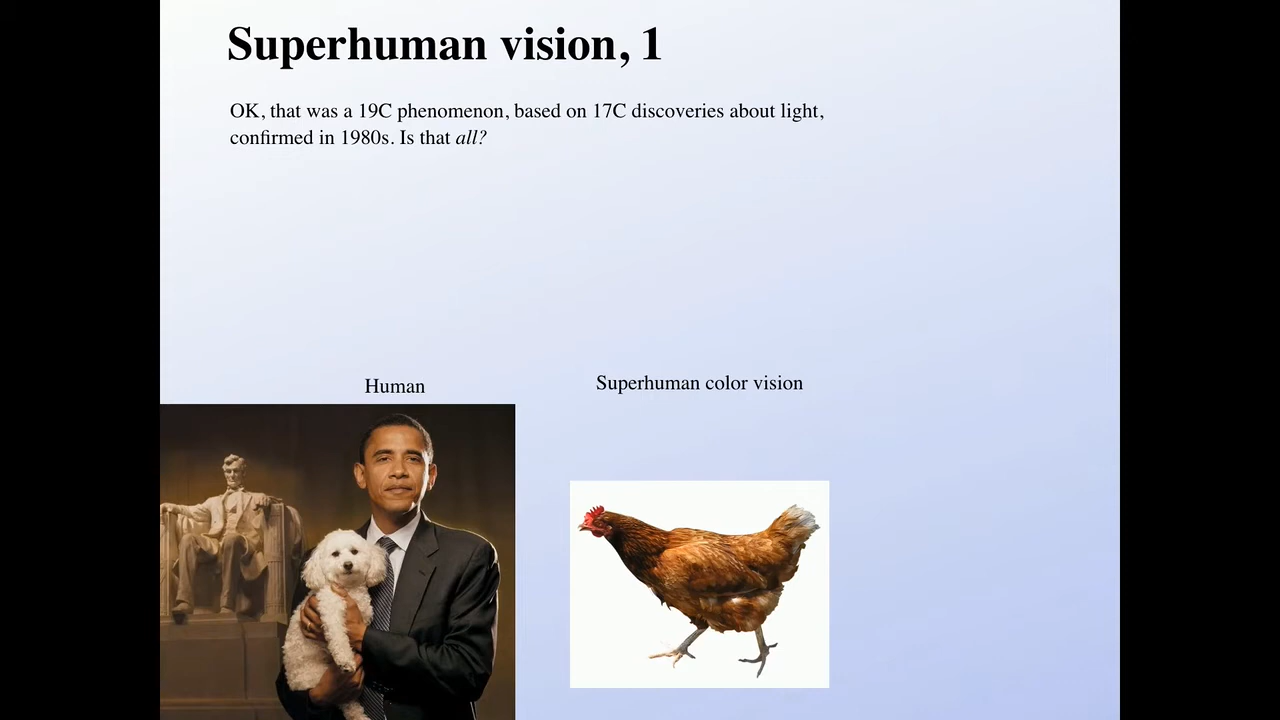 Superhuman vision, 1
OK, that was a 19C phenomenon, based on 17C discoveries about light,
confirmed in 1980s. Is that all?
Human
Superhuman color vision